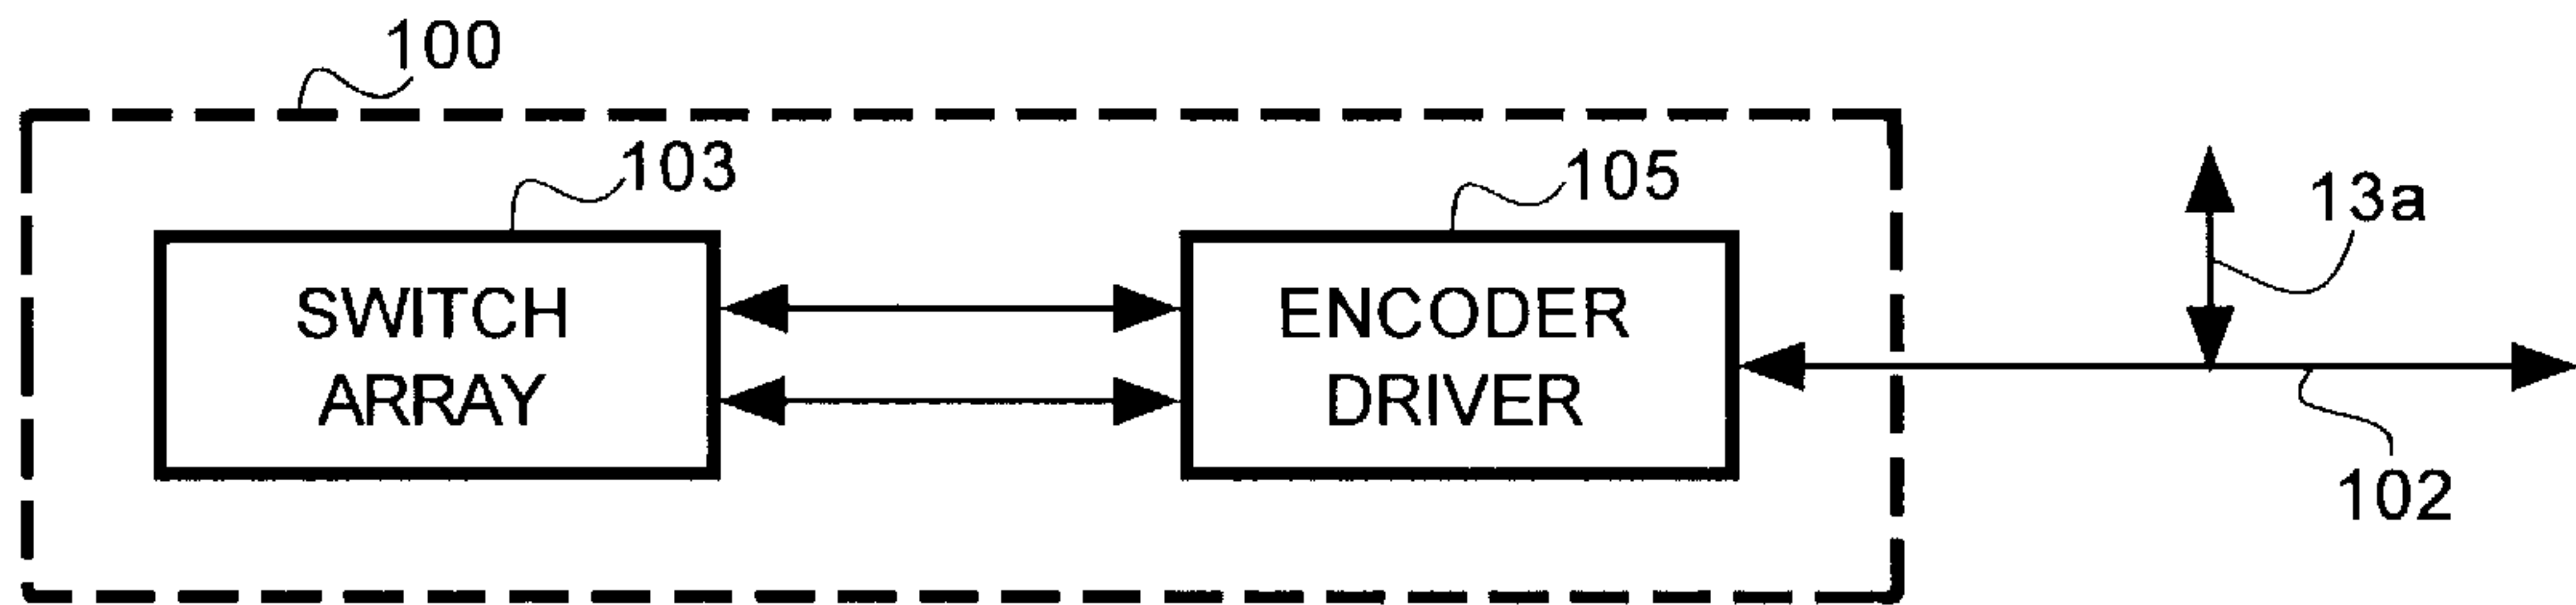 100
103
105
13a
SWITCH
ARRAY
ENCODER
DRIVER
102